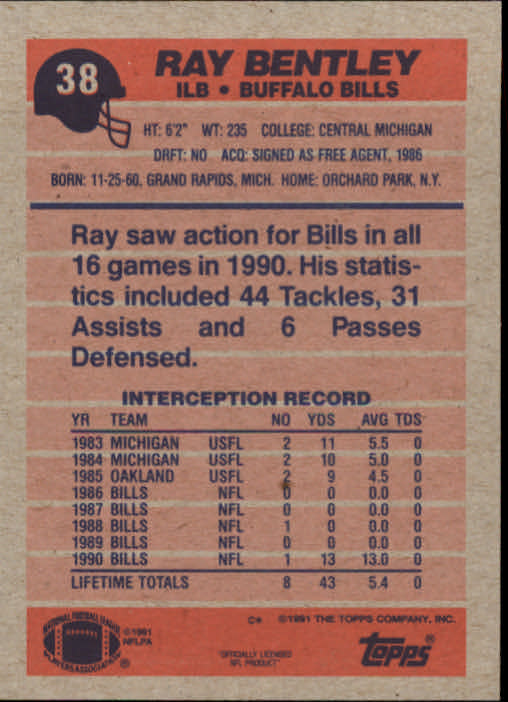 38
RAY BENTLEY
ILB • BUFFALO BILLS
HT: 6'2" WT: 235 COLLEGE: CENTRAL MICHIGAN
DRFT: NO ACQ: SIGNED AS FREE AGENT, 1986
BORN: 11-25-60, GRAND RAPIDS, MICH. HOME: ORCHARD PARK, N.Y.
Ray saw action for Bills in all
16 games in 1990. His statis-
tics included 44 Tackles, 31
Assists and 6 Passes
Defensed.
INTERCEPTION RECORD
YR TEAM NO YDS AVG TDS
1983 MICHIGAN USFL 2 11 5.5 0
1984 MICHIGAN USFL 2 10 5.0 0
1985 OAKLAND USFL 2 9 4.5 0
1986 BILLS NFL 0 0 0.0 0
1987 BILLS NFL 0 0 0.0 0
1988 BILLS NFL 1 0 0.0 0
1989 BILLS NFL 0 0 0.0 0
1990 BILLS NFL 1 13 13.0 0
LIFETIME TOTALS 8 43 5.4 0
NATIONAL FOOTBALL LEAGUE
PLAYERS ASSOCIATION ®
©1991
NFLPA
C* ©1991 THE TOPPS COMPANY, INC.
OFFICIALLY LICENSED
NFL PRODUCT
topps®